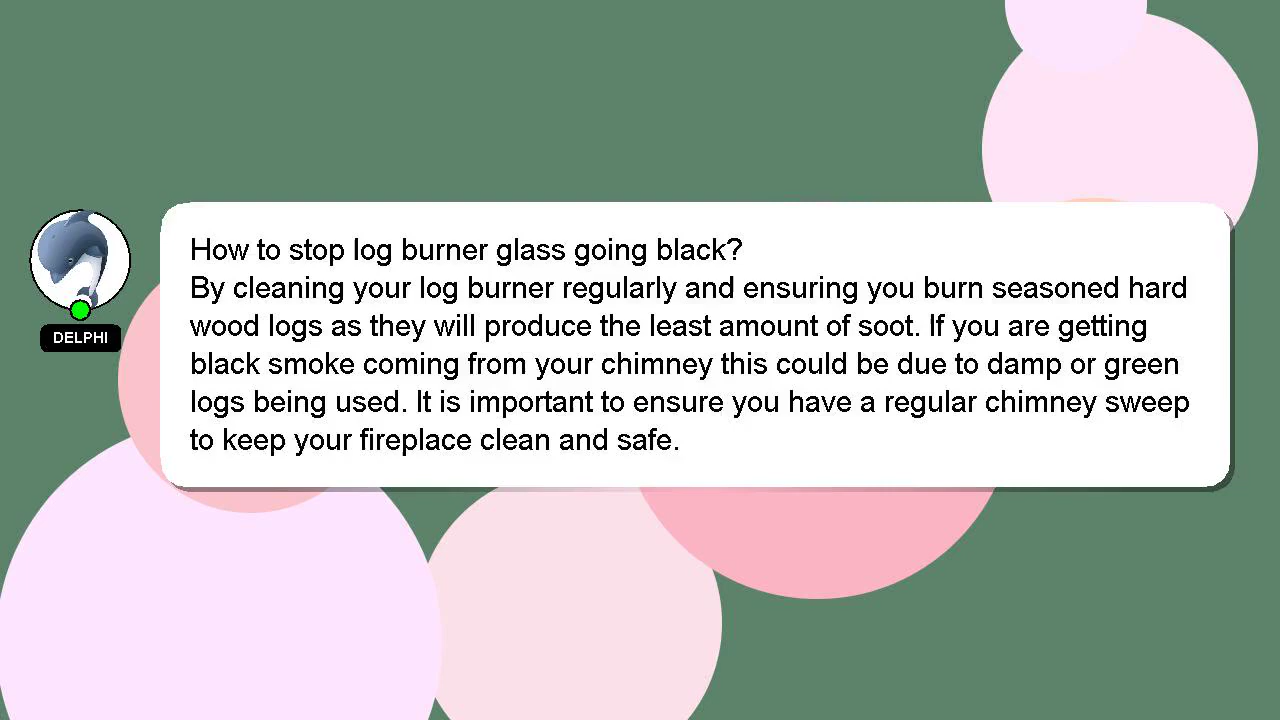 How to stop log burner glass going black?
By cleaning your log burner regularly and ensuring you burn seasoned hard
wood logs as they will produce the least amount of soot. If you are getting
black smoke coming from your chimney this could be due to damp or green
logs being used. It is important to ensure you have a regular chimney sweep
to keep your fireplace clean and safe.
DELPHI